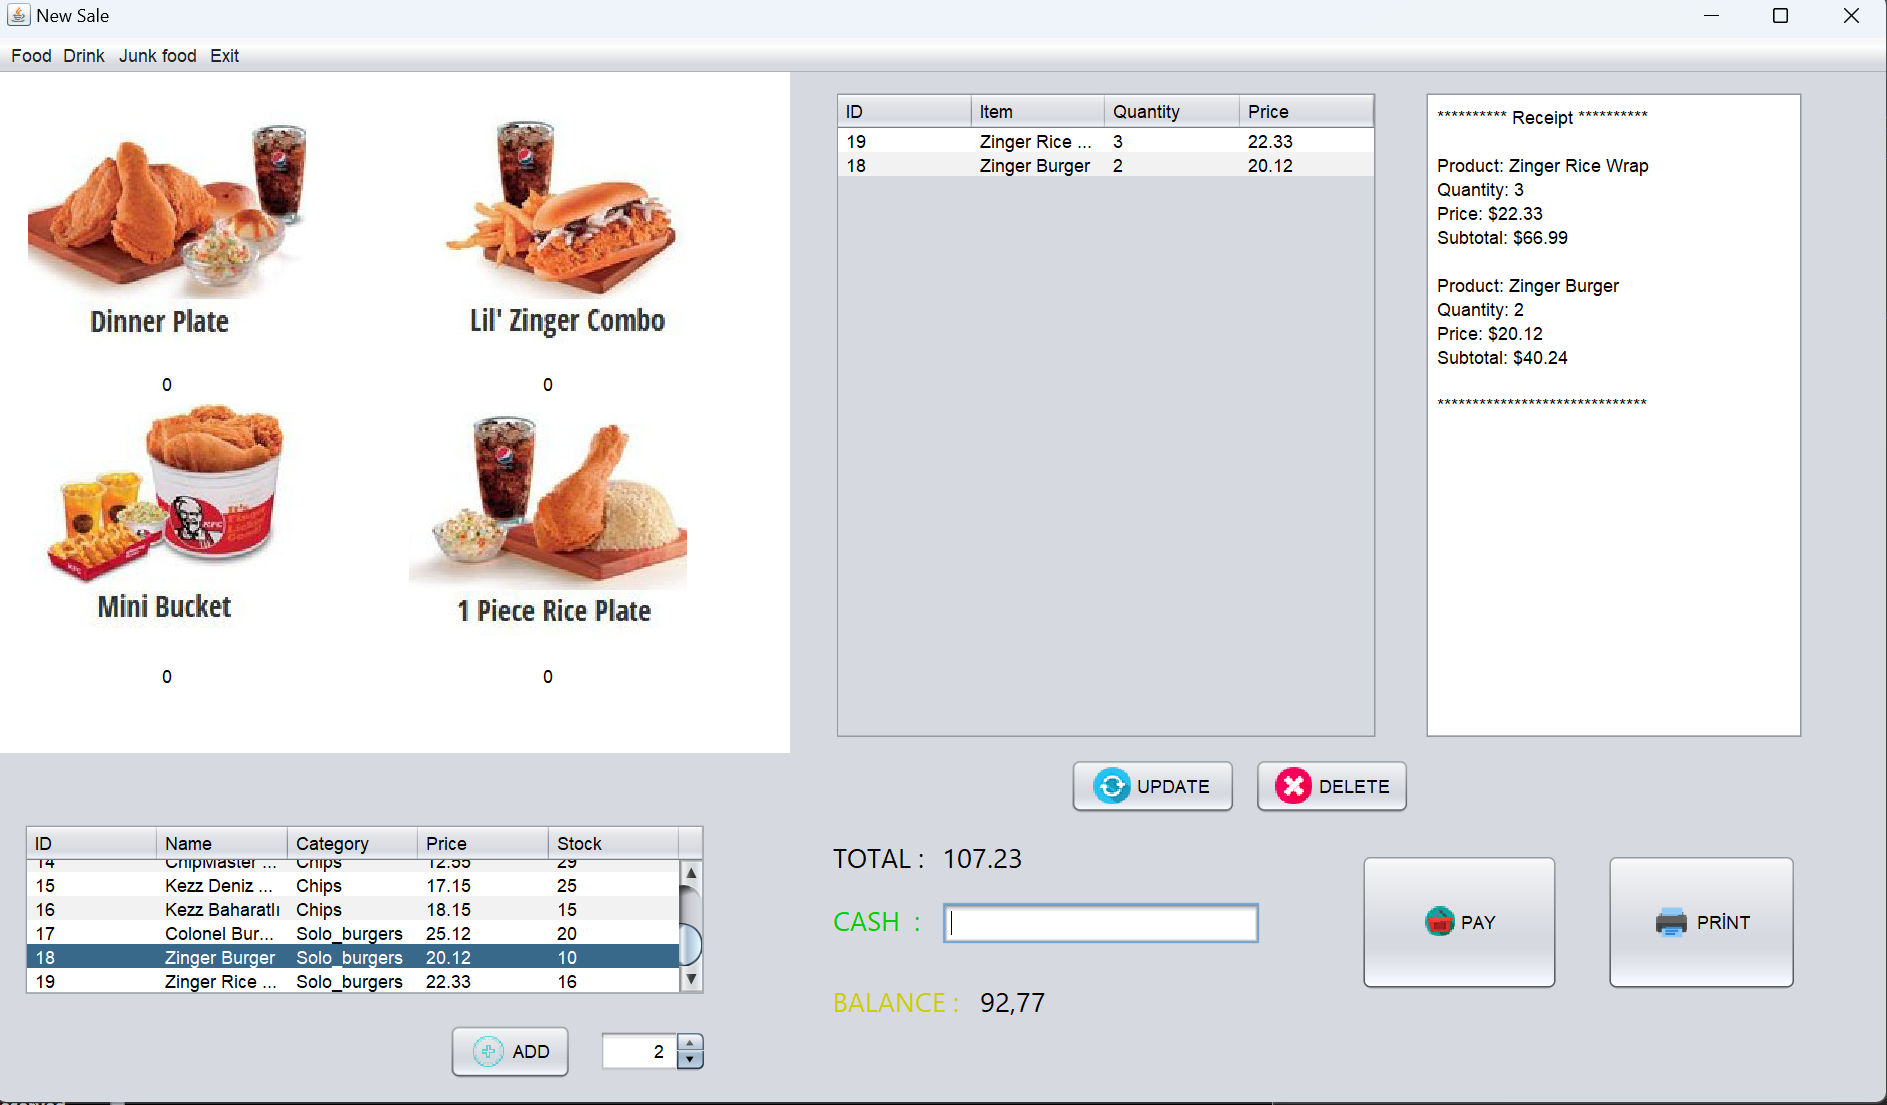 New Sale
Food Drink Junk food Exit
Dinner Plate
Lil' Zinger Combo
0
0
KFC
Mini Bucket
1 Piece Rice Plate
0
0
ID Item Quantity Price
19 Zinger Rice ... 3 22.33
18 Zinger Burger 2 20.12
********** Receipt **********
Product: Zinger Rice Wrap
Quantity: 3
Price: $22.33
Subtotal: $66.99
Product: Zinger Burger
Quantity: 2
Price: $20.12
Subtotal: $40.24
******************************
UPDATE DELETE
ID Name Category Price Stock
14 ChipMaster ... Chips 12.55 29
15 Kezz Deniz ... Chips 17.15 25
16 Kezz Baharatlı Chips 18.15 15
17 Colonel Bur... Solo_burgers 25.12 20
18 Zinger Burger Solo_burgers 20.12 10
19 Zinger Rice ... Solo_burgers 22.33 16
ADD 2
TOTAL : 107.23
CASH :
BALANCE : 92,77
PAY
PRİNT